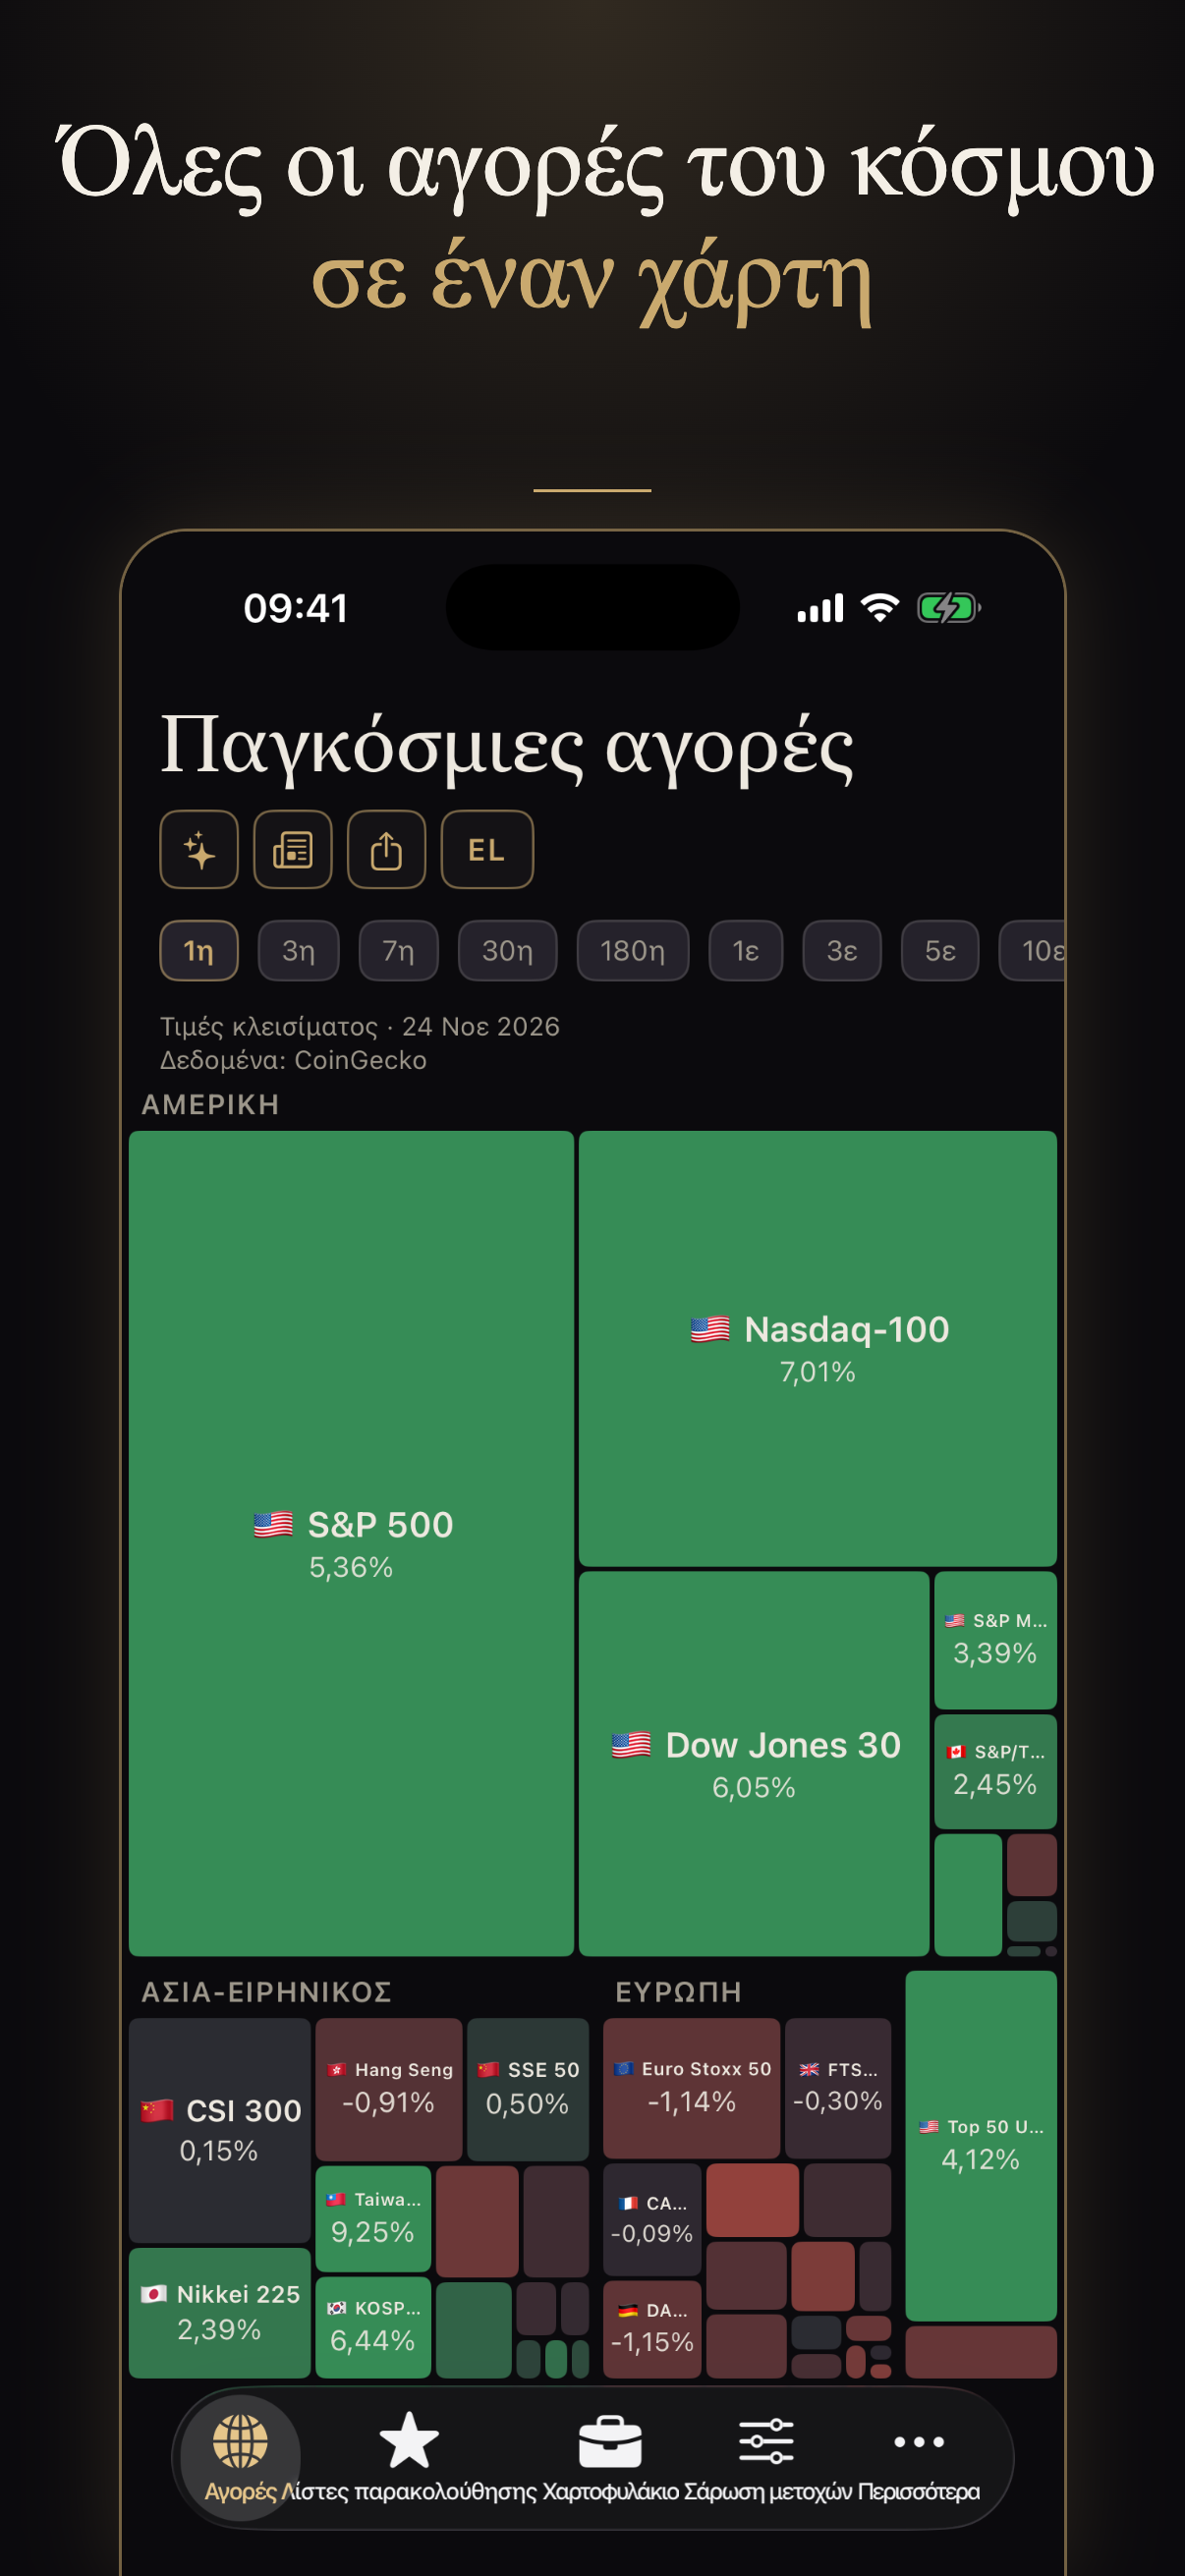 Όλες οι αγορές του κόσμου
σε έναν χάρτη
09:41
Παγκόσμιες αγορές
EL
1η 3η 7η 30η 180η 1ε 3ε 5ε 10ε
Τιμές κλεισίματος · 24 Νοε 2026
Δεδομένα: CoinGecko
ΑΜΕΡΙΚΗ
S&P 500
5,36%
Nasdaq-100
7,01%
Dow Jones 30
6,05%
S&P M...
3,39%
S&P/T...
2,45%
ΑΣΙΑ-ΕΙΡΗΝΙΚΟΣ
CSI 300
0,15%
Hang Seng
-0,91%
SSE 50
0,50%
Taiwa...
9,25%
Nikkei 225
2,39%
KOSP...
6,44%
ΕΥΡΩΠΗ
Euro Stoxx 50
-1,14%
FTS...
-0,30%
CA...
-0,09%
DA...
-1,15%
Top 50 U...
4,12%
Αγορές Λίστες παρακολούθησης Χαρτοφυλάκιο Σάρωση μετοχών Περισσότερα